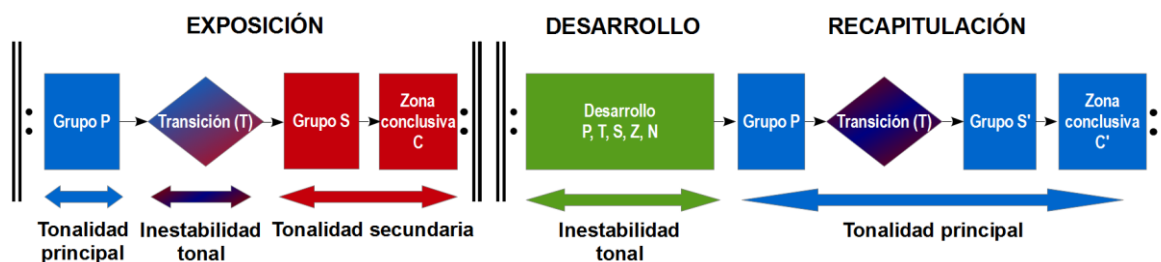 EXPOSICIÓN
DESARROLLO
RECAPITULACIÓN
Grupo P
Transición (T)
Grupo S
Zona
conclusiva
C
Desarrollo
P, T, S, Z, N
Grupo P
Transición (T)
Grupo S'
Zona
conclusiva
C'
Tonalidad
principal
Inestabilidad
tonal
Tonalidad secundaria
Inestabilidad
tonal
Tonalidad principal